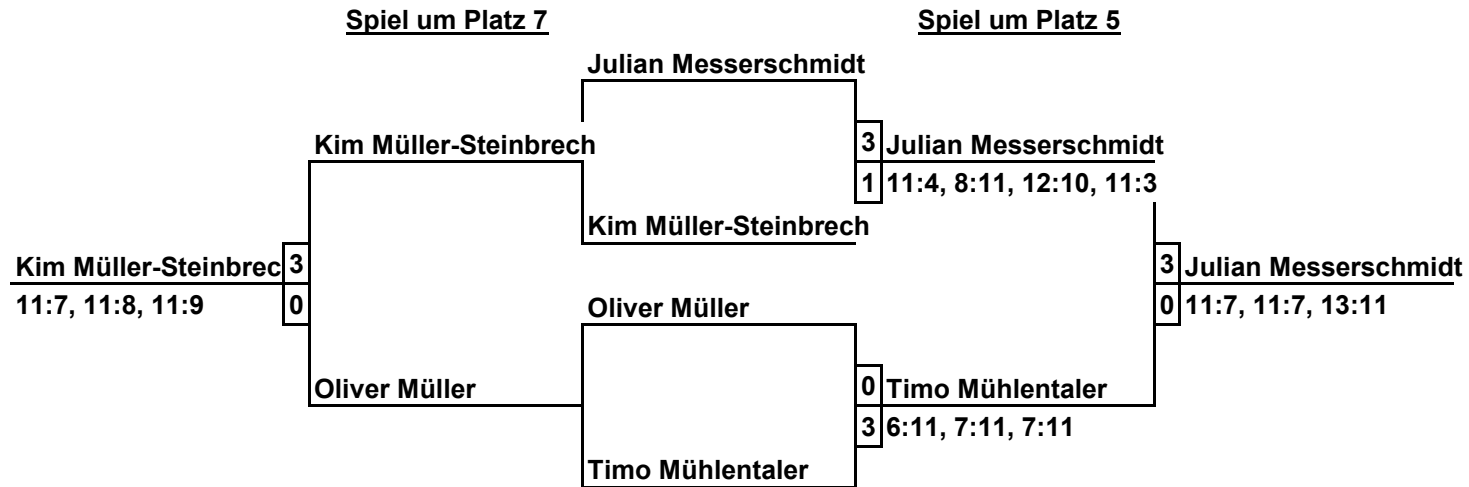 Spiel um Platz 7
Spiel um Platz 5
Julian Messerschmidt
Kim Müller-Steinbrech
3 Julian Messerschmidt
1 11:4, 8:11, 12:10, 11:3
Kim Müller-Steinbrech
Kim Müller-Steinbrec 3
0
11:7, 11:8, 11:9
3 Julian Messerschmidt
0 11:7, 11:7, 13:11
Oliver Müller
Oliver Müller
0 Timo Mühlentaler
3 6:11, 7:11, 7:11
Timo Mühlentaler